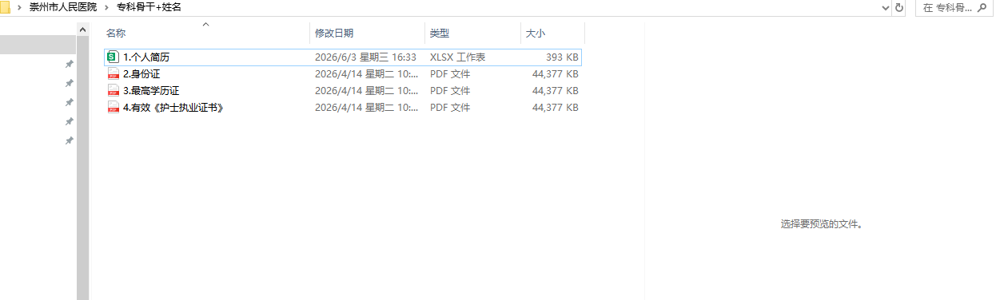 崇州市人民医院 > 专科骨干+姓名
在 专科骨...
名称 修改日期 类型 大小
1.个人简历 2026/6/3 星期三 16:33 XLSX 工作表 393 KB
2.身份证 2026/4/14 星期二 10:... PDF 文件 44,377 KB
3.最高学历证 2026/4/14 星期二 10:... PDF 文件 44,377 KB
4.有效《护士执业证书》 2026/4/14 星期二 10:... PDF 文件 44,377 KB
选择要预览的文件。